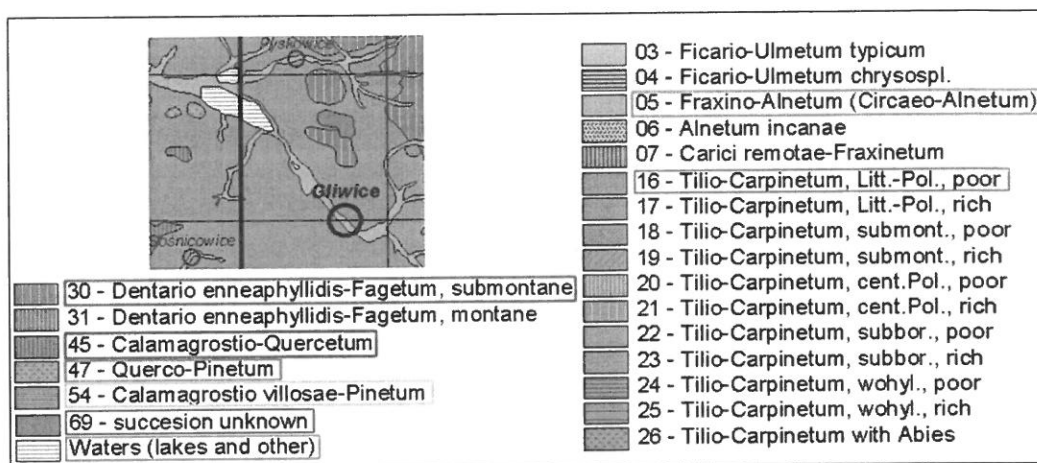 Pyskowice
Gliwice
Sosnicowice
30 - Dentario enneaphyllidis-Fagetum, submontane
31 - Dentario enneaphyllidis-Fagetum, montane
45 - Calamagrostio-Quercetum
47 - Querco-Pinetum
54 - Calamagrostio villosae-Pinetum
69 - succesion unknown
Waters (lakes and other)
03 - Ficario-Ulmetum typicum
04 - Ficario-Ulmetum chrysospl.
05 - Fraxino-Alnetum (Circaeo-Alnetum)
06 - Alnetum incanae
07 - Carici remotae-Fraxinetum
16 - Tilio-Carpinetum, Litt.-Pol., poor
17 - Tilio-Carpinetum, Litt.-Pol., rich
18 - Tilio-Carpinetum, submont., poor
19 - Tilio-Carpinetum, submont., rich
20 - Tilio-Carpinetum, cent.Pol., poor
21 - Tilio-Carpinetum, cent.Pol., rich
22 - Tilio-Carpinetum, subbor., poor
23 - Tilio-Carpinetum, subbor., rich
24 - Tilio-Carpinetum, wohyl., poor
25 - Tilio-Carpinetum, wohyl., rich
26 - Tilio-Carpinetum with Abies